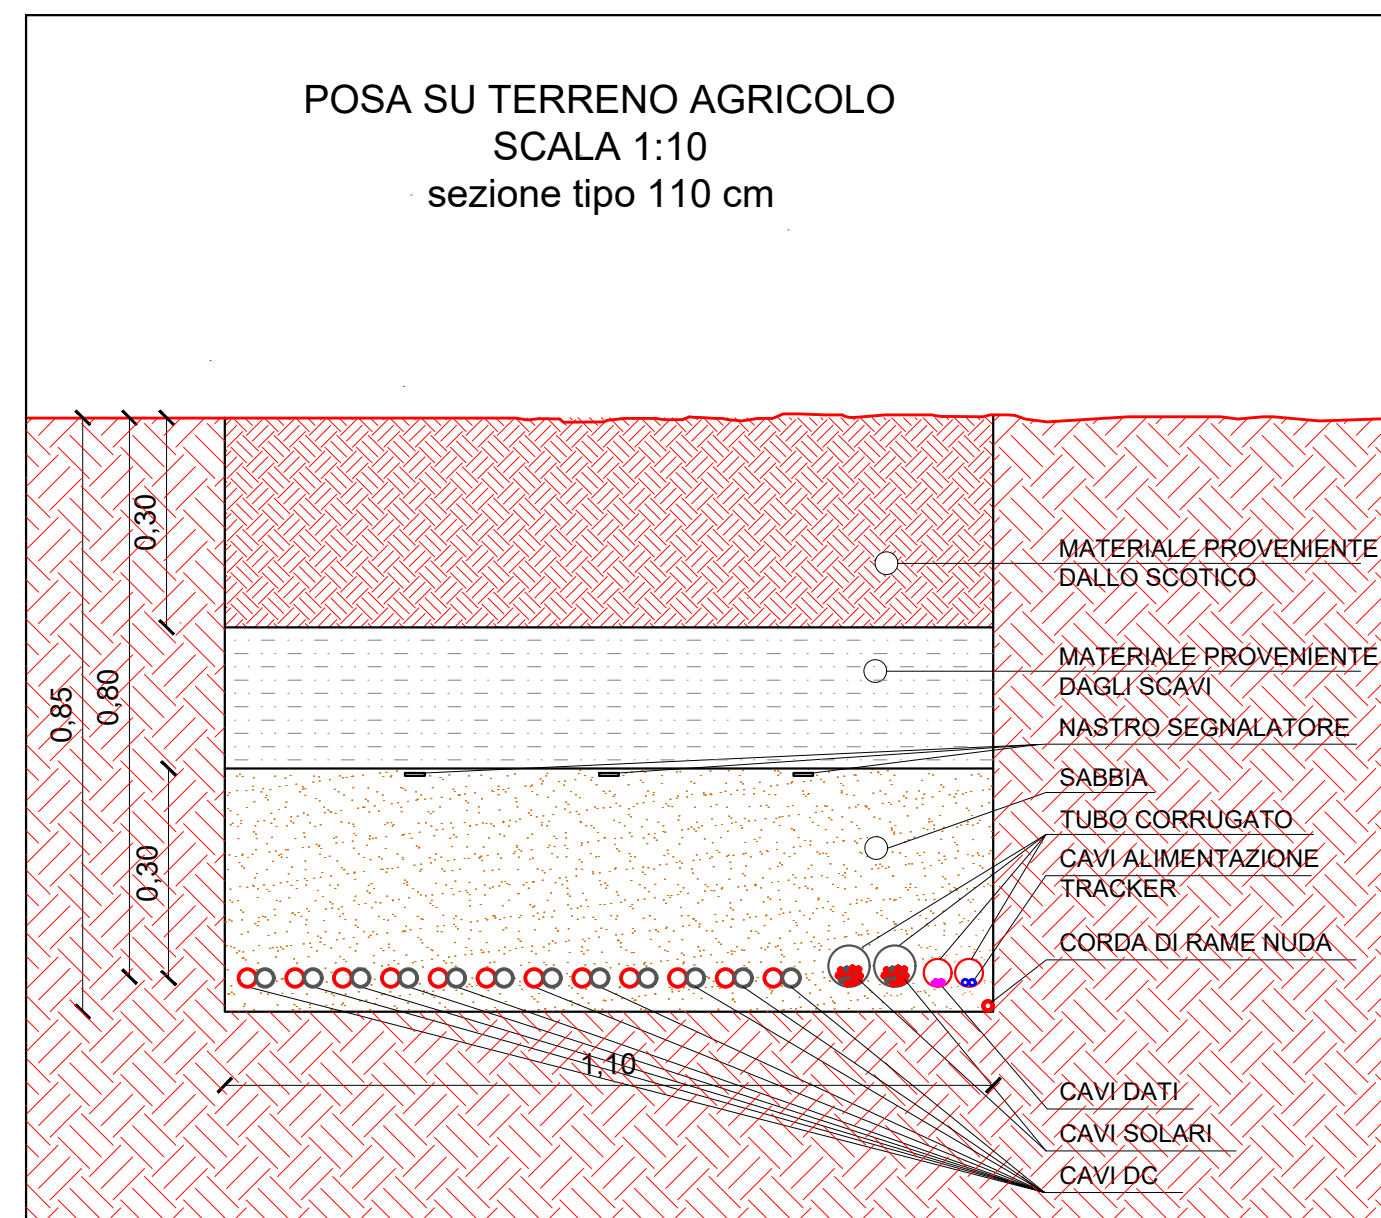 POSA SU TERRENO AGRICOLO
SCALA 1:10
sezione tipo 110 cm
0,30
0,85
0,80
0,30
1,10
MATERIALE PROVENIENTE
DALLO SCOTICO
MATERIALE PROVENIENTE
DAGLI SCAVI
NASTRO SEGNALATORE
SABBIA
TUBO CORRUGATO
CAVI ALIMENTAZIONE
TRACKER
CORDA DI RAME NUDA
CAVI DATI
CAVI SOLARI
CAVI DC